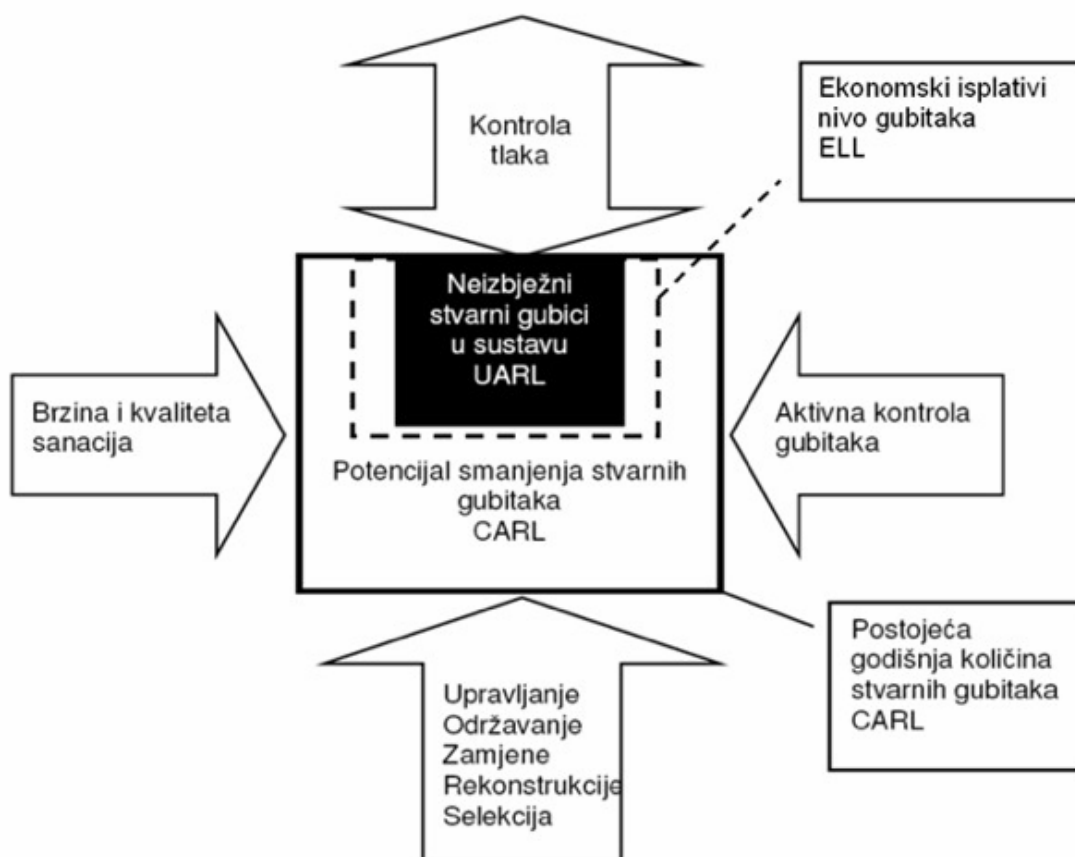 Kontrola
tlaka
Ekonomski isplativi
nivo gubitaka
ELL
Neizbježni
stvarni gubici
u sustavu
UARL
Brzina i kvaliteta
sanacija
Aktivna kontrola
gubitaka
Potencijal smanjenja stvarnih
gubitaka
CARL
Postojeća
godišnja količina
stvarnih gubitaka
CARL
Upravljanje
Održavanje
Zamjene
Rekonstrukcije
Selekcija